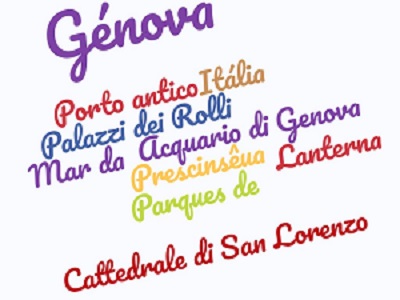 Génova
Porto antico Itália
Palazzi dei Rolli
Mar da Acquario di Genova
Prescinsêua Lanterna
Parques de
Cattedrale di San Lorenzo